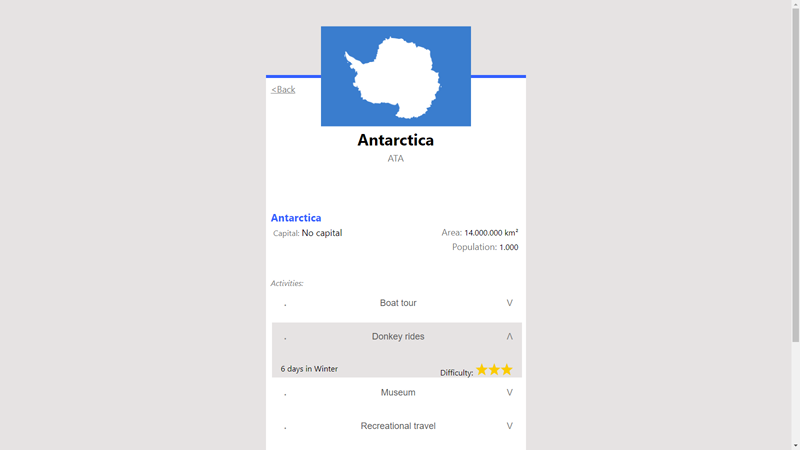 <Back
Antarctica
ATA
Antarctica
Capital: No capital
Area: 14.000.000 km²
Population: 1.000
Activities:
. Boat tour V
. Donkey rides Λ
6 days in Winter
Difficulty: ★★★
. Museum V
. Recreational travel V